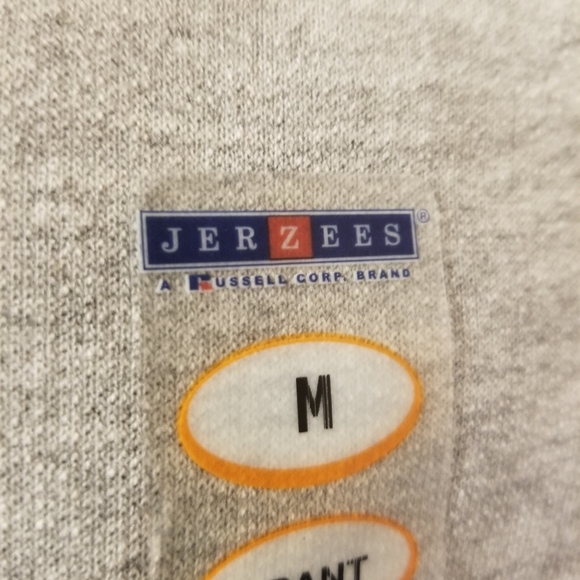 JERZEES®
A RUSSELL CORP. BRAND
M